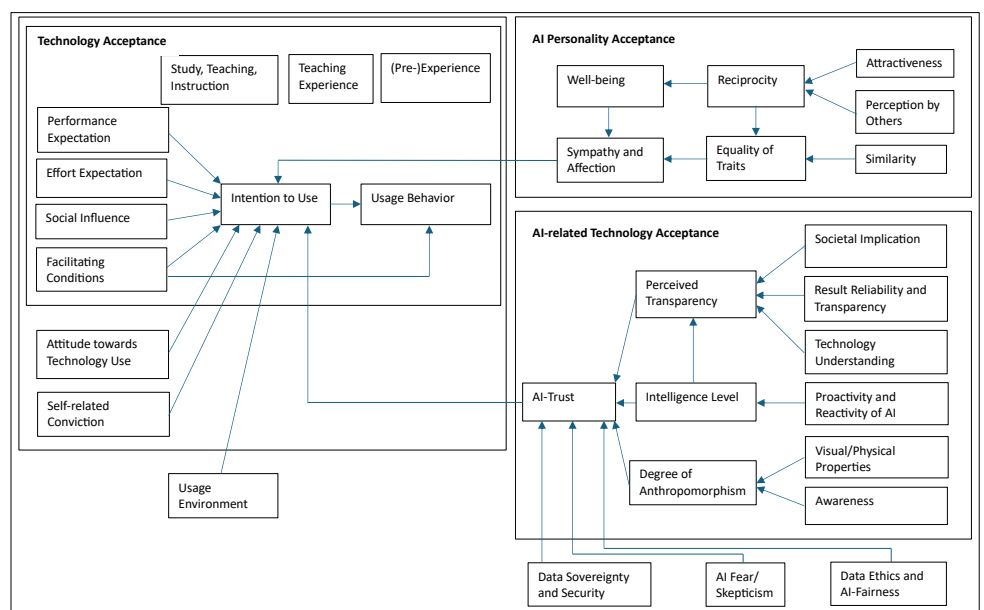 Technology Acceptance
Study, Teaching,
Instruction
Teaching
Experience
(Pre-)Experience
Performance
Expectation
Effort Expectation
Social Influence
Facilitating
Conditions
Intention to Use
Usage Behavior
Attitude towards
Technology Use
Self-related
Conviction
Usage
Environment
AI Personality Acceptance
Well-being
Reciprocity
Attractiveness
Perception by
Others
Sympathy and
Affection
Equality of
Traits
Similarity
AI-related Technology Acceptance
Societal Implication
Perceived
Transparency
Result Reliability and
Transparency
Technology
Understanding
AI-Trust
Intelligence Level
Proactivity and
Reactivity of AI
Visual/Physical
Properties
Degree of
Anthropomorphism
Awareness
Data Sovereignty
and Security
AI Fear/
Skepticism
Data Ethics and
AI-Fairness